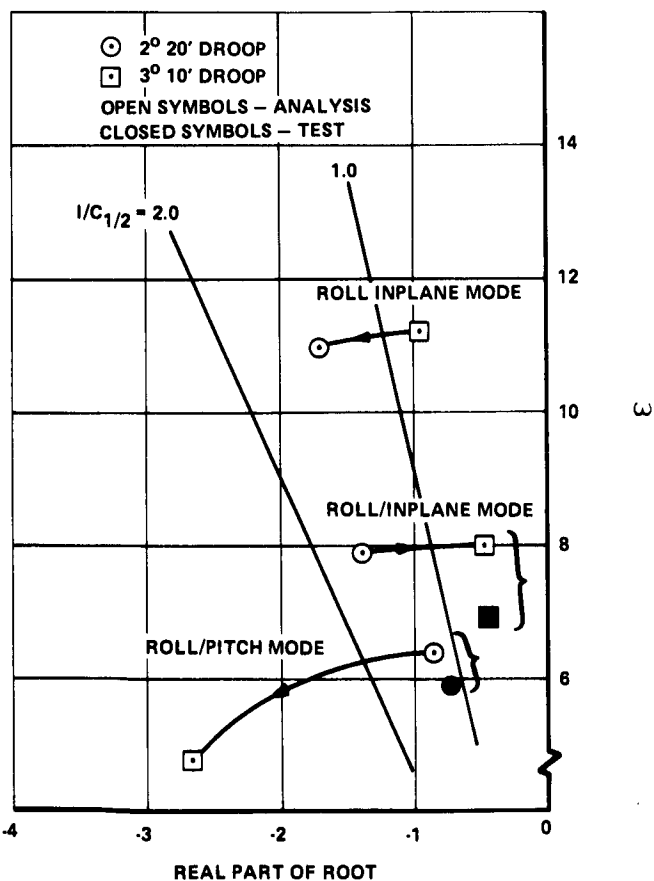 2° 20' DROOP
3° 10' DROOP
OPEN SYMBOLS – ANALYSIS
CLOSED SYMBOLS – TEST
14
1.0
I/C1/2 = 2.0
12
ROLL INPLANE MODE
10
ω
ROLL/INPLANE MODE
8
ROLL/PITCH MODE
6
-4 -3 -2 -1 0
REAL PART OF ROOT